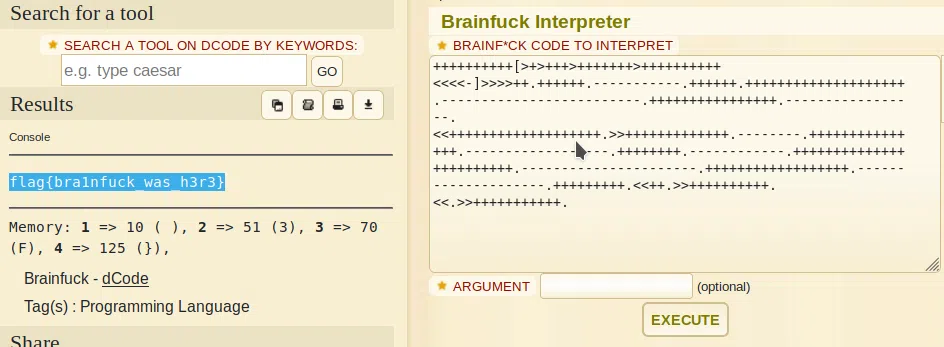 Search for a tool
SEARCH A TOOL ON DCODE BY KEYWORDS:
e.g. type caesar
GO
Results
Console
flag{bra1nfuck_was_h3r3}
Memory: 1 => 10 ( ), 2 => 51 (3), 3 => 70
(F), 4 => 125 (}),
Brainfuck - dCode
Tag(s) : Programming Language
Share
Brainfuck Interpreter
BRAINF*CK CODE TO INTERPRET
++++++++++[>+>+++>+++++++>++++++++++
<<<<-]>>>>++.++++++.-----------.++++++.++++++++++++++++++++
.-------------------------.++++++++++++++++.---------------
--.
<<+++++++++++++++++++.>>+++++++++++++.--------.++++++++++++
+++.------------------.++++++++.------------.++++++++++++++
++++++++++.----------------------.++++++++++++++++++.------
--------------.+++++++++.<<++.>>++++++++++.
<<.>>+++++++++++.
ARGUMENT
(optional)
EXECUTE